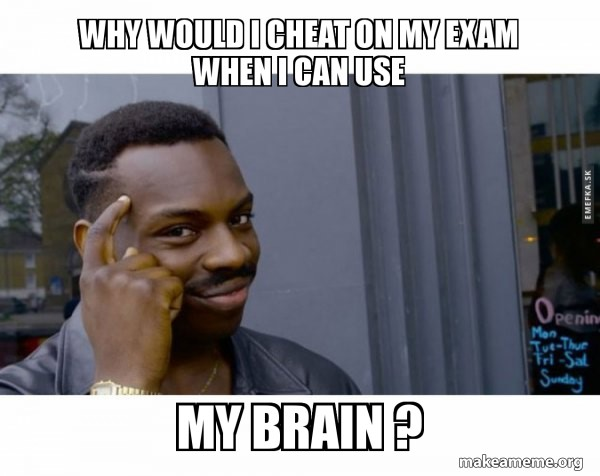 WHY WOULD I CHEAT ON MY EXAM
WHEN I CAN USE
EMEFKA.SK
Openin
Mon
Tue-Thur
Fri -Sat
Sunday
MY BRAIN ?
makeameme.org